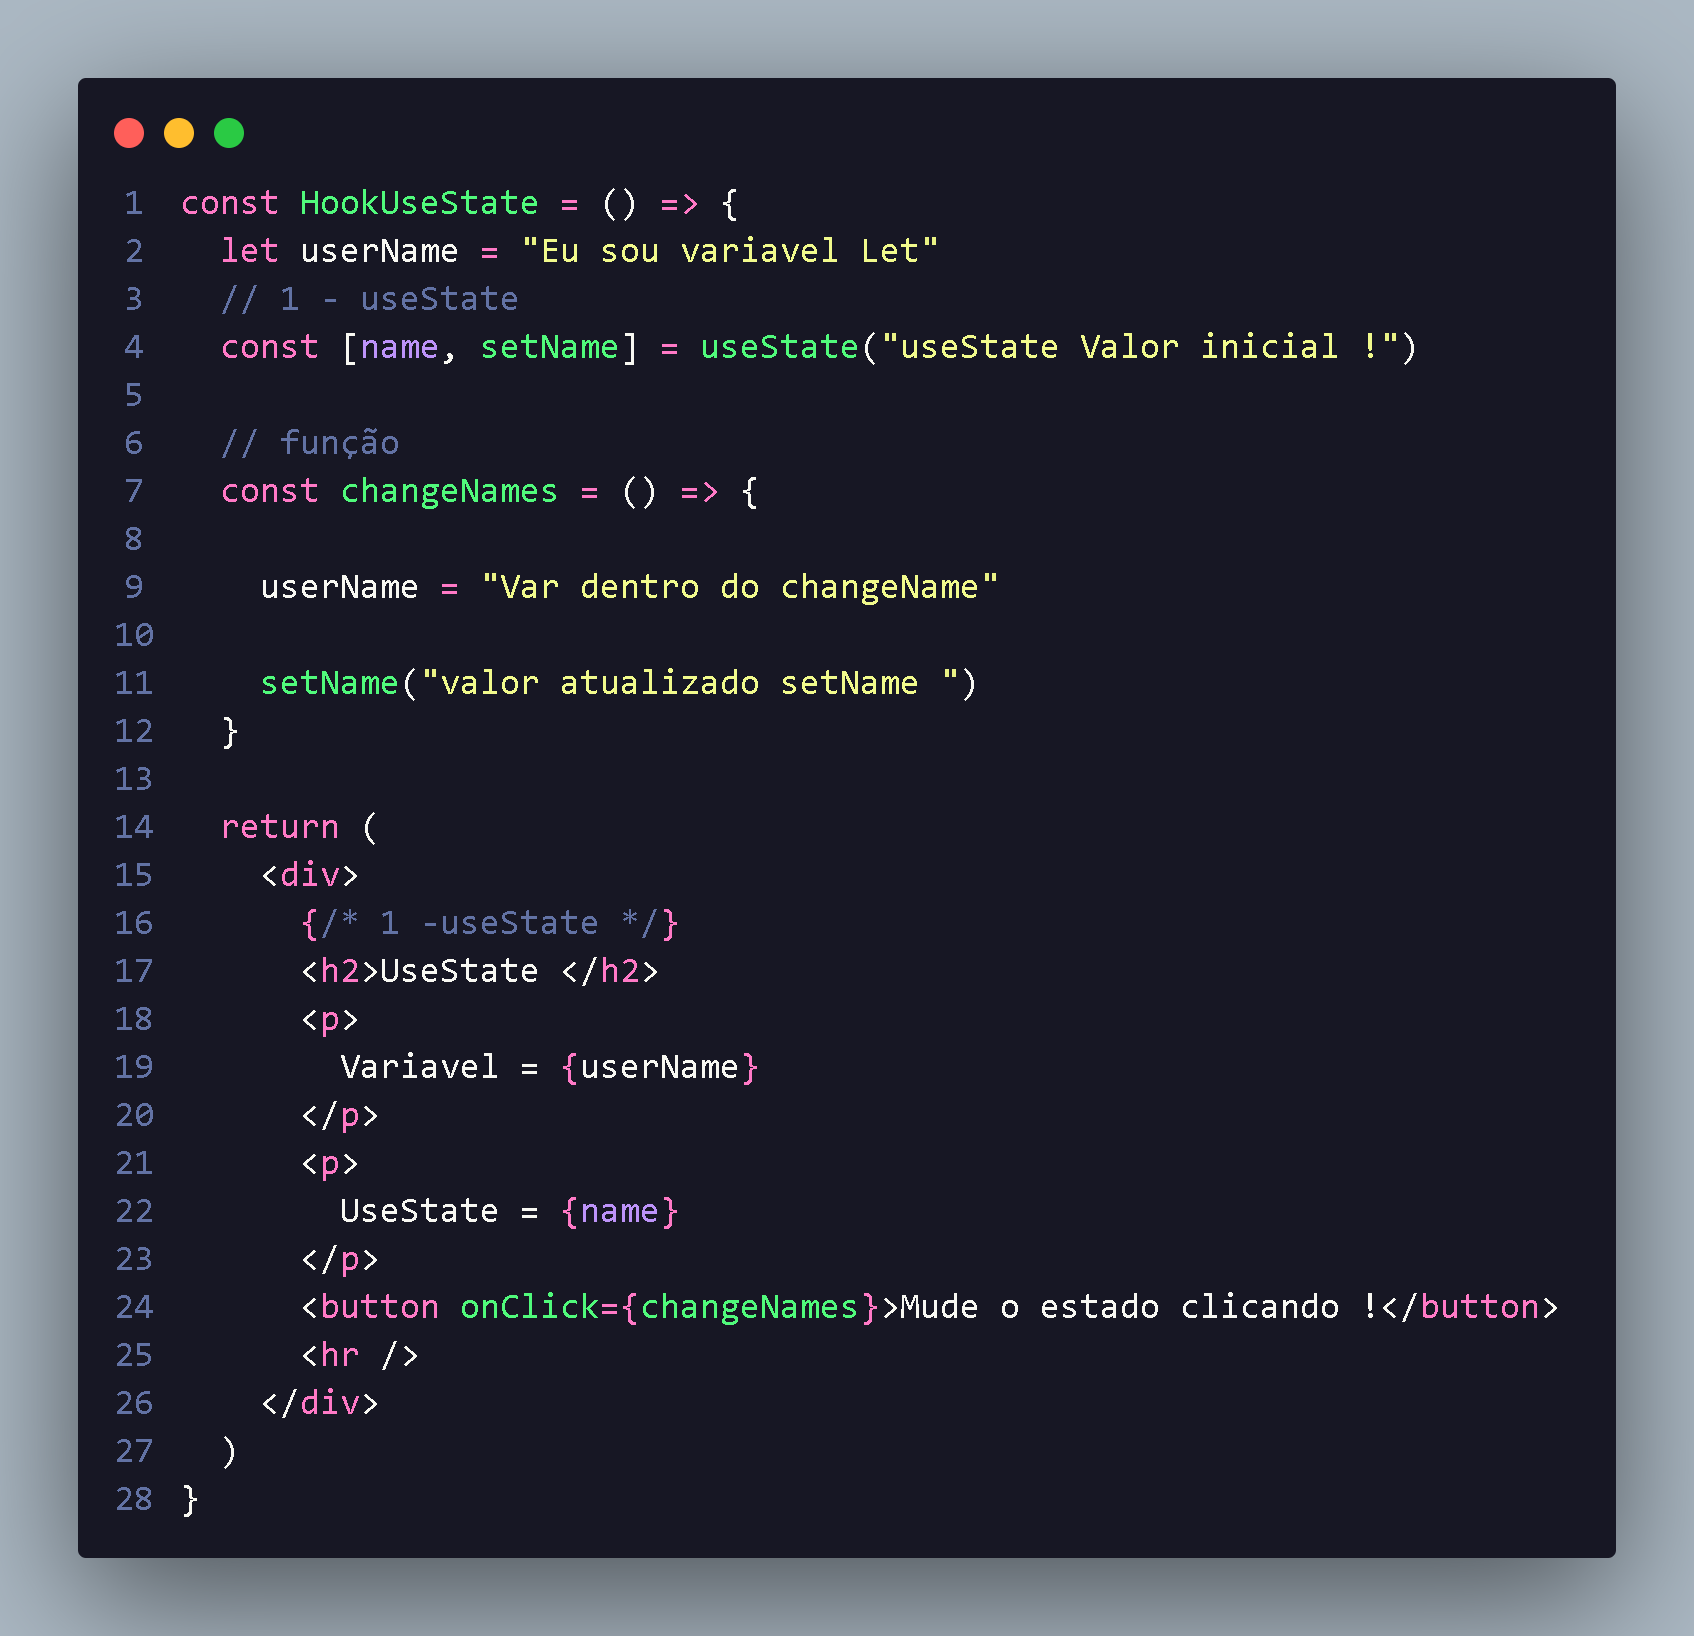 1 const HookUseState = () => {
2   let userName = "Eu sou variavel Let"
3   // 1 - useState
4   const [name, setName] = useState("useState Valor inicial !")
5
6   // função
7   const changeNames = () => {
8
9     userName = "Var dentro do changeName"
10
11     setName("valor atualizado setName ")
12   }
13
14   return (
15     <div>
16       {/* 1 -useState */}
17       <h2>UseState </h2>
18       <p>
19         Variavel = {userName}
20       </p>
21       <p>
22         UseState = {name}
23       </p>
24       <button onClick={changeNames}>Mude o estado clicando !</button>
25       <hr />
26     </div>
27   )
28 }